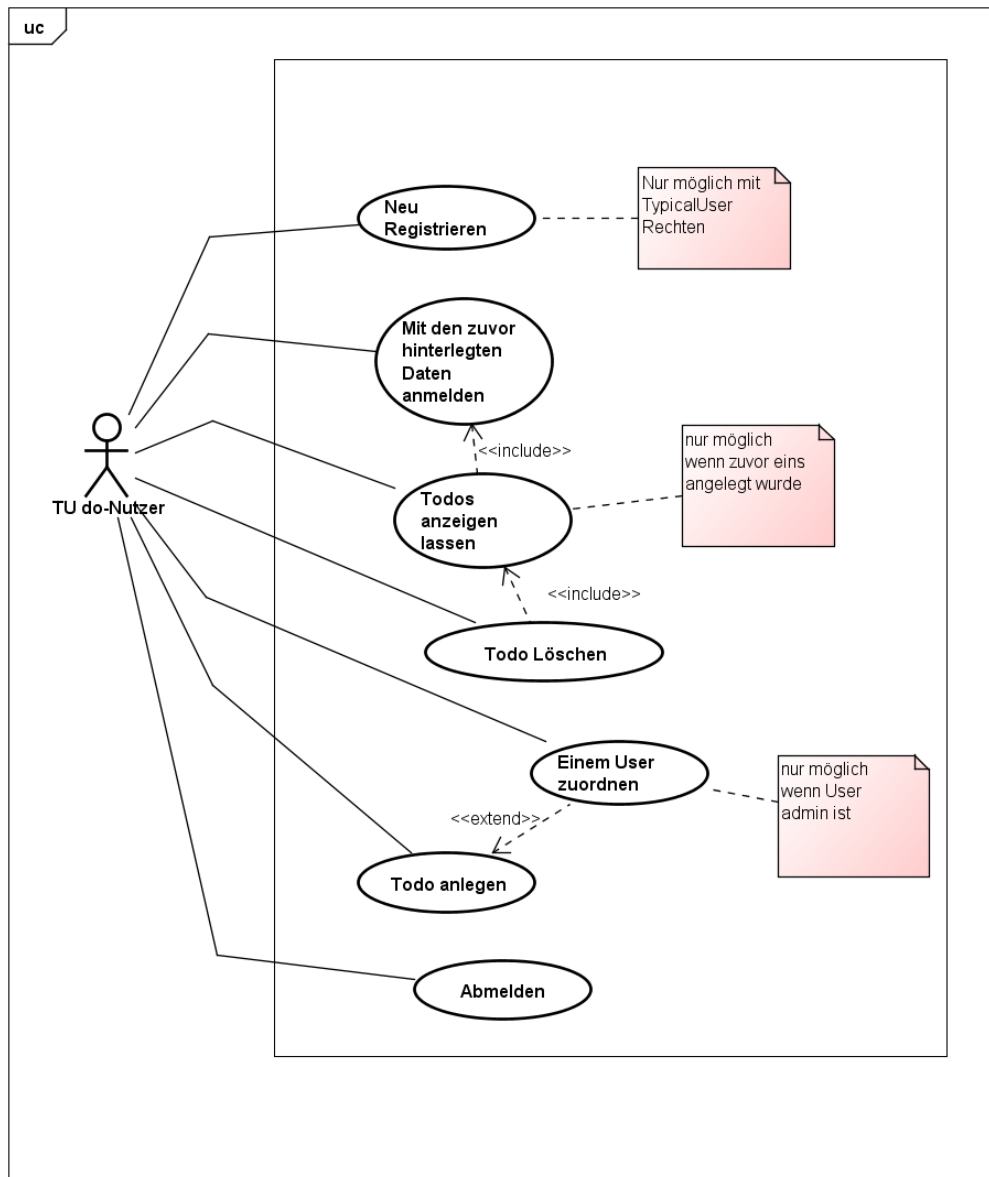 uc
Neu
Registrieren
Nur möglich mit
TypicalUser
Rechten
Mit den zuvor
hinterlegten
Daten
anmelden
<<include>>
nur möglich
wenn zuvor eins
angelegt wurde
Todos
anzeigen
lassen
TU do-Nutzer
<<include>>
Todo Löschen
Einem User
zuordnen
nur möglich
wenn User
admin ist
<<extend>>
Todo anlegen
Abmelden